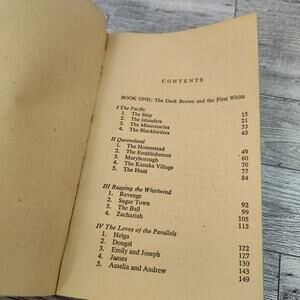 CONTENTS
BOOK ONE: The Dark Brown and the First White
I The Pacific
1. The Ship 15
2. The Islanders 21
3. The Missionaries 33
4. The Blackbirders 43
II Queensland
1. The Homestead 49
2. The Establishment 60
3. Maryborough 68
4. The Kanaka Village 77
5. The Hunt 84
III Reaping the Whirlwind
1. Revenge 92
2. Sugar Town 99
3. The Bull 105
4. Zachariah 115
IV The Loves of the Parallels
1. Helga 122
2. Dougal 127
3. Emily and Joseph 130
4. James 143
5. Amelia and Andrew 149